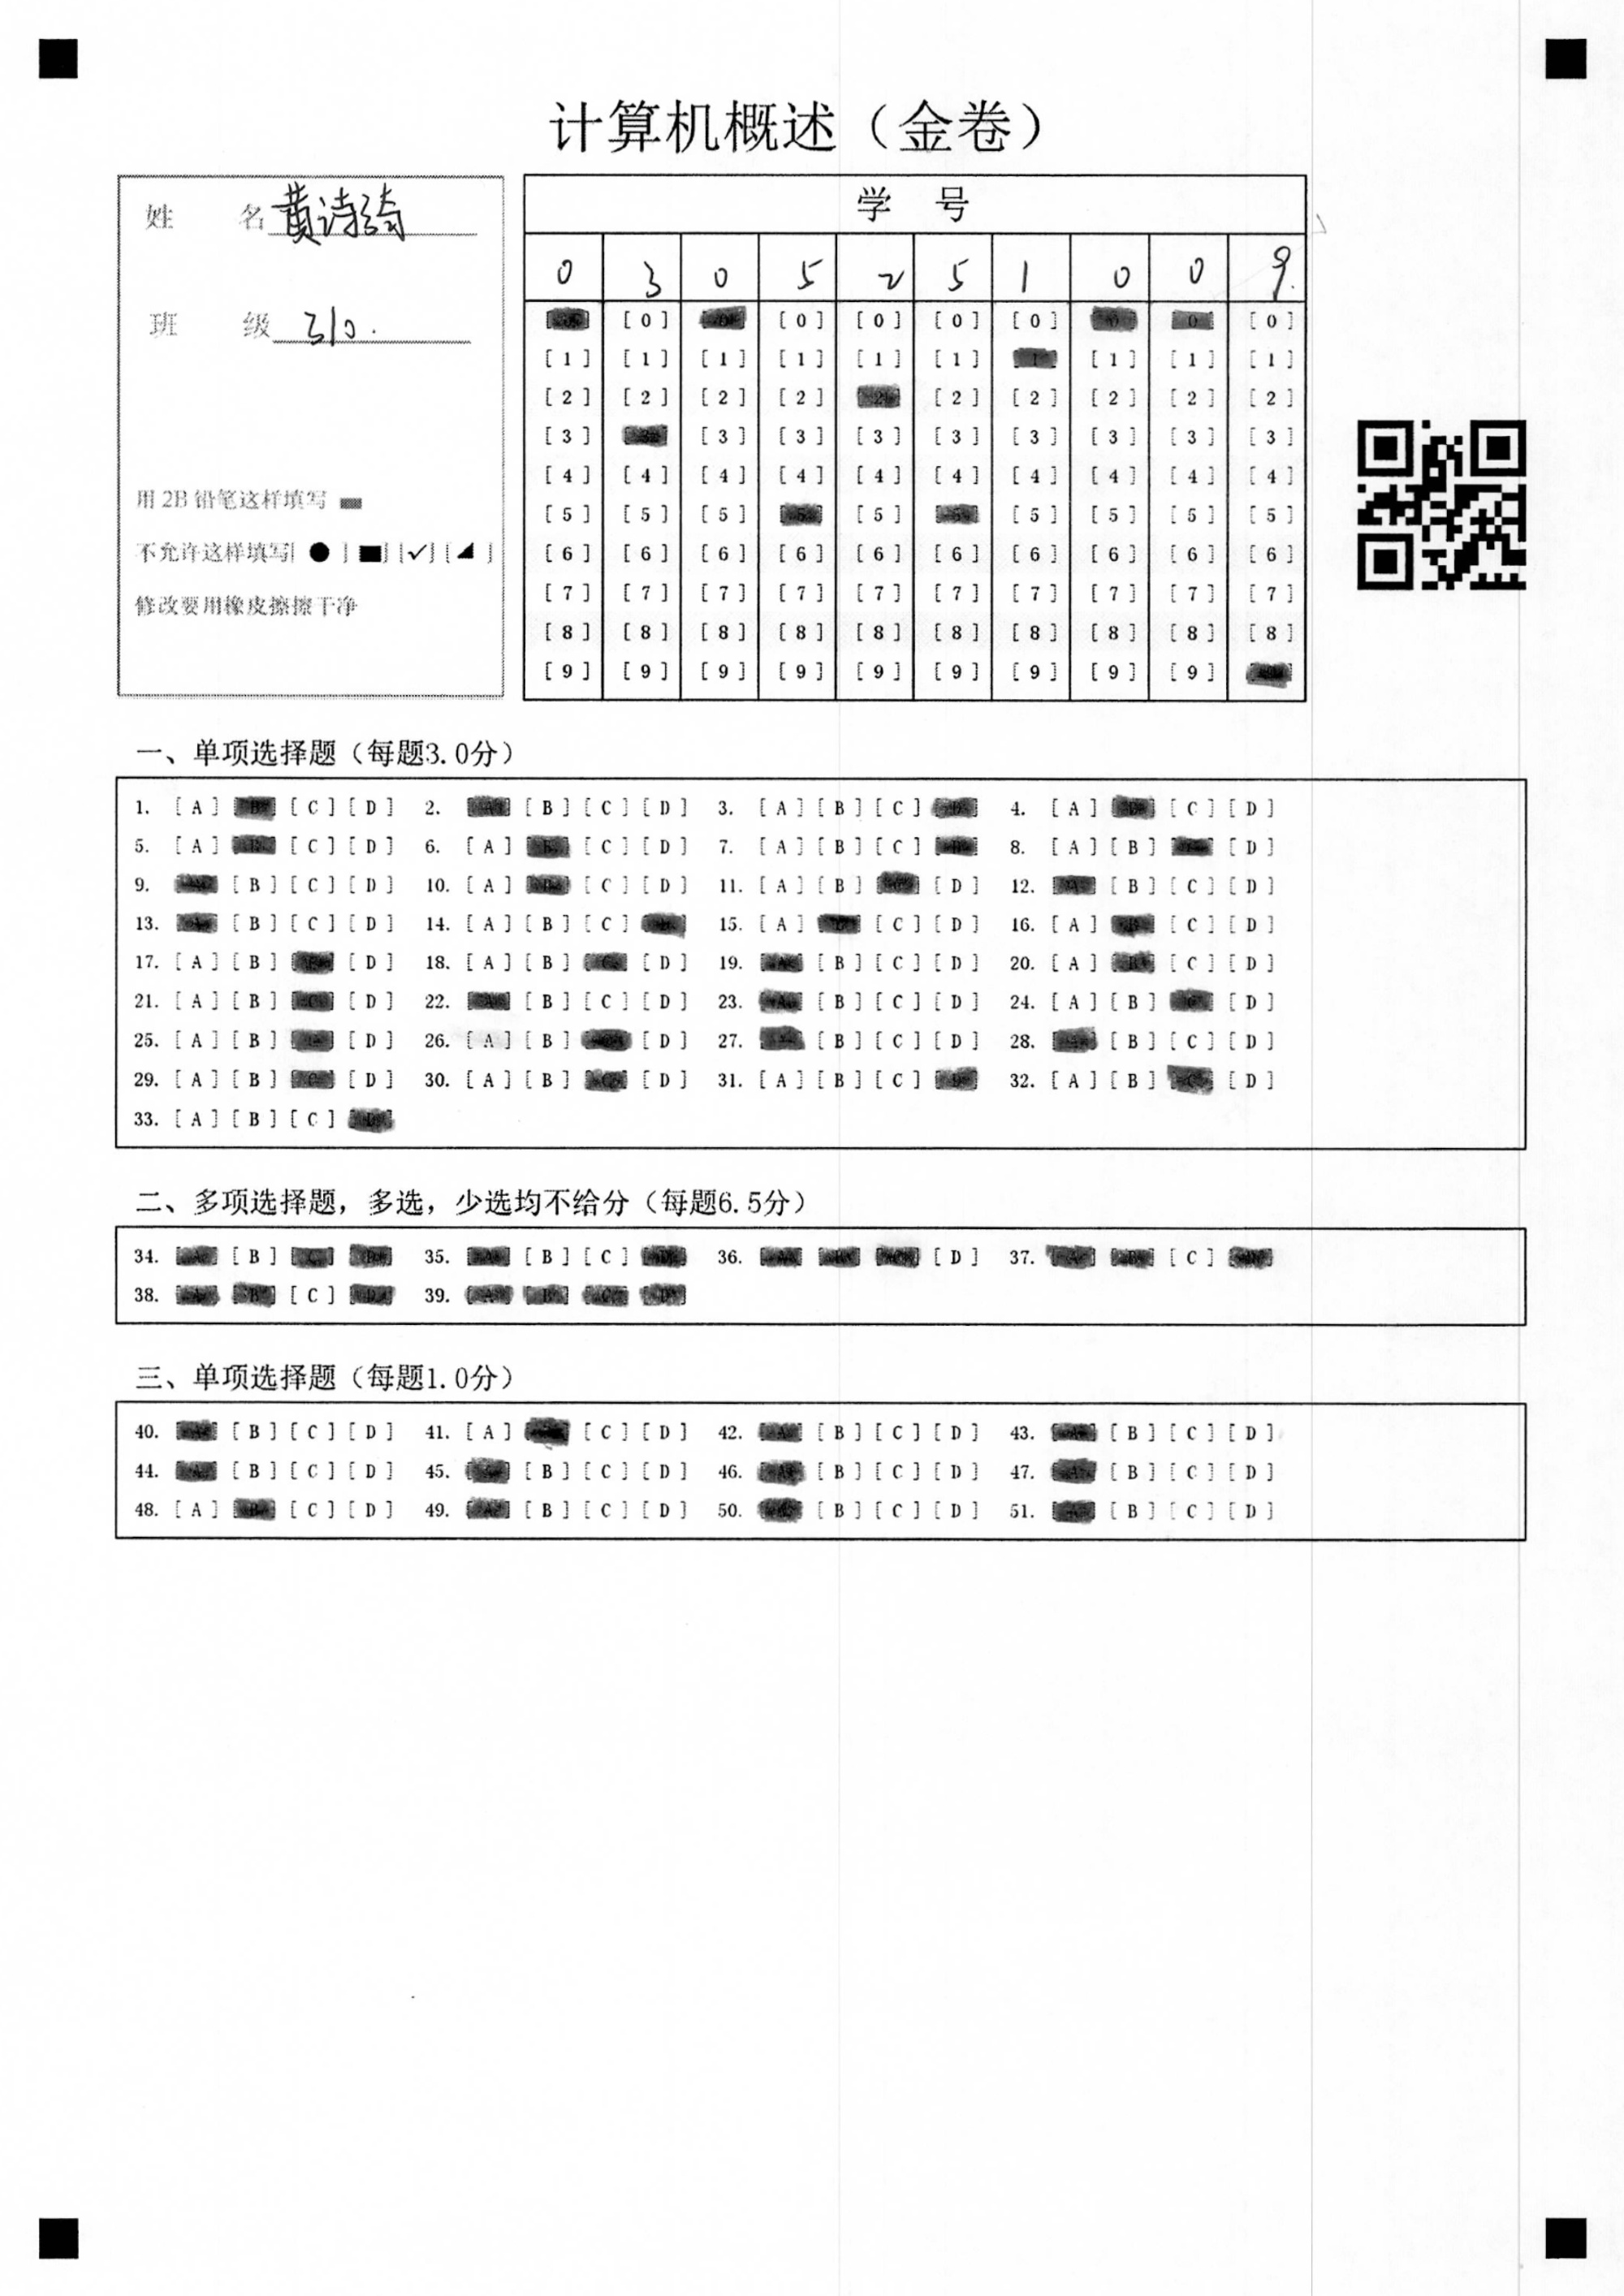 计算机概述（金卷）
姓 名 黄诗琦
班 级 310.
用 2B 铅笔这样填写
不允许这样填写[ ● ] [■] [✓] [◢ ]
修改要用橡皮擦擦干净
学 号
0 3 0 5 2 5 1 0 0 9.
[0] [0] [0] [0] [0] [0] [0] [0] [0]
[1] [1] [1] [1] [1] [1] [1] [1] [1] [1]
[2] [2] [2] [2] [2] [2] [2] [2] [2] [2]
[3] [3] [3] [3] [3] [3] [3] [3] [3] [3]
[4] [4] [4] [4] [4] [4] [4] [4] [4] [4]
[5] [5] [5] [5] [5] [5] [5] [5] [5] [5]
[6] [6] [6] [6] [6] [6] [6] [6] [6] [6]
[7] [7] [7] [7] [7] [7] [7] [7] [7] [7]
[8] [8] [8] [8] [8] [8] [8] [8] [8] [8]
[9] [9] [9] [9] [9] [9] [9] [9] [9] [9]
一、单项选择题（每题3.0分）
1. [A] [B] [C] [D] 2. [A] [B] [C] [D] 3. [A] [B] [C] [D] 4. [A] [B] [C] [D]
5. [A] [B] [C] [D] 6. [A] [B] [C] [D] 7. [A] [B] [C] [D] 8. [A] [B] [C] [D]
9. [A] [B] [C] [D] 10. [A] [B] [C] [D] 11. [A] [B] [C] [D] 12. [A] [B] [C] [D]
13. [A] [B] [C] [D] 14. [A] [B] [C] [D] 15. [A] [B] [C] [D] 16. [A] [B] [C] [D]
17. [A] [B] [C] [D] 18. [A] [B] [C] [D] 19. [A] [B] [C] [D] 20. [A] [B] [C] [D]
21. [A] [B] [C] [D] 22. [A] [B] [C] [D] 23. [A] [B] [C] [D] 24. [A] [B] [C] [D]
25. [A] [B] [C] [D] 26. [A] [B] [C] [D] 27. [A] [B] [C] [D] 28. [A] [B] [C] [D]
29. [A] [B] [C] [D] 30. [A] [B] [C] [D] 31. [A] [B] [C] [D] 32. [A] [B] [C] [D]
33. [A] [B] [C] [D]
二、多项选择题，多选，少选均不给分（每题6.5分）
34. [A] [B] [C] [D] 35. [A] [B] [C] [D] 36. [A] [B] [C] [D] 37. [A] [B] [C] [D]
38. [A] [B] [C] [D] 39. [A] [B] [C] [D]
三、单项选择题（每题1.0分）
40. [A] [B] [C] [D] 41. [A] [B] [C] [D] 42. [A] [B] [C] [D] 43. [A] [B] [C] [D]
44. [A] [B] [C] [D] 45. [A] [B] [C] [D] 46. [A] [B] [C] [D] 47. [A] [B] [C] [D]
48. [A] [B] [C] [D] 49. [A] [B] [C] [D] 50. [A] [B] [C] [D] 51. [A] [B] [C] [D]